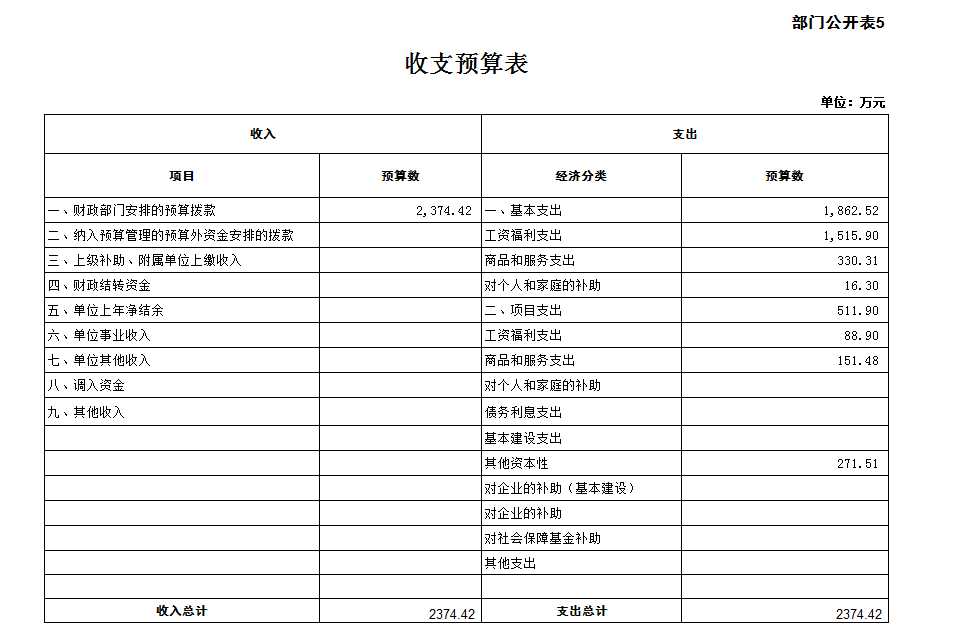 部门公开表5
收支预算表
单位：万元
收入 支出
项目 预算数 经济分类 预算数
一、财政部门安排的预算拨款 2,374.42 一、基本支出 1,862.52
二、纳入预算管理的预算外资金安排的拨款 工资福利支出 1,515.90
三、上级补助、附属单位上缴收入 商品和服务支出 330.31
四、财政结转资金 对个人和家庭的补助 16.30
五、单位上年净结余 二、项目支出 511.90
六、单位事业收入 工资福利支出 88.90
七、单位其他收入 商品和服务支出 151.48
八、调入资金 对个人和家庭的补助
九、其他收入 债务利息支出
基本建设支出
其他资本性 271.51
对企业的补助（基本建设）
对企业的补助
对社会保障基金补助
其他支出
收入总计 2374.42 支出总计 2374.42